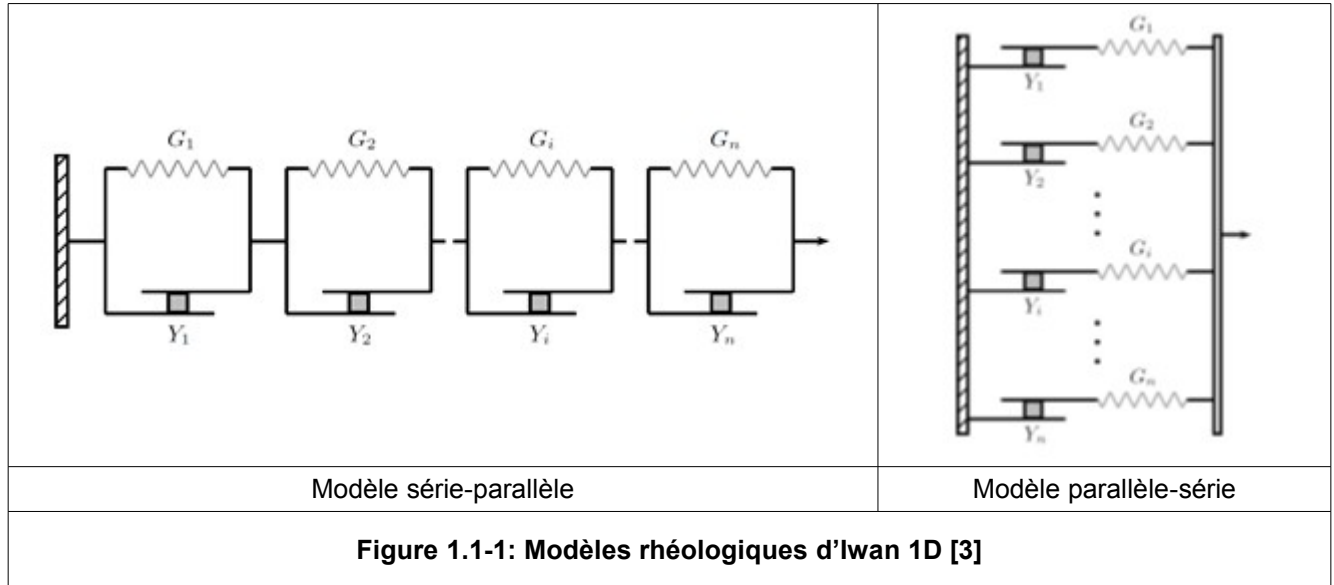 G₁ G₂ Gᵢ Gₙ
Y₁ Y₂ Yᵢ Yₙ
G₁
Y₁
G₂
Y₂
Gᵢ
Yᵢ
Gₙ
Yₙ
Modèle série-parallèle
Modèle parallèle-série
Figure 1.1-1: Modèles rhéologiques d’Iwan 1D [3]